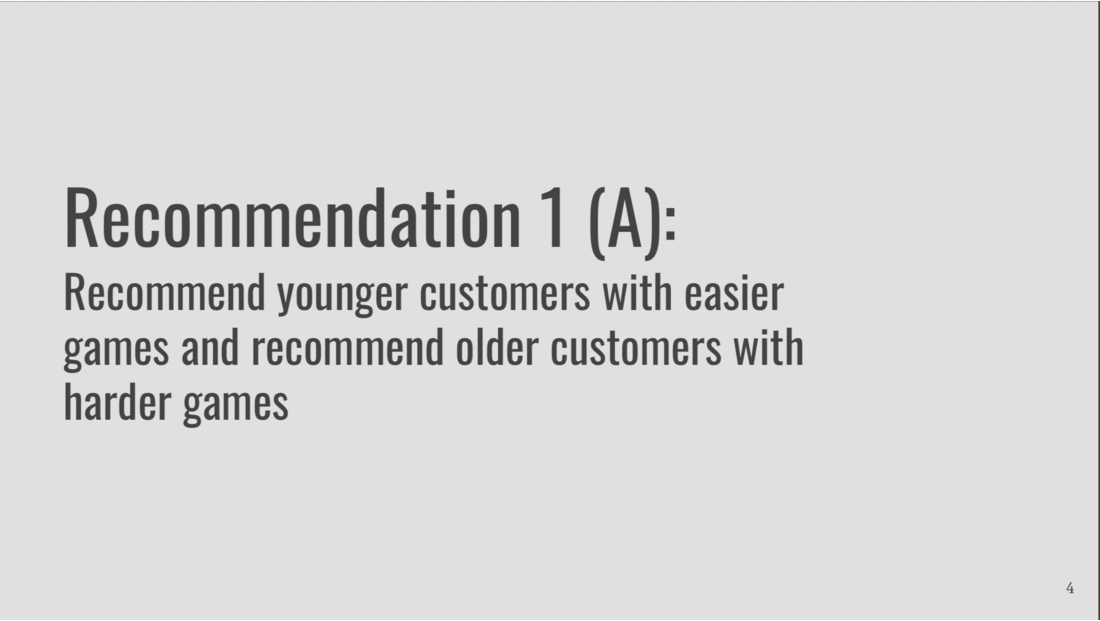 Recommendation 1 (A):
Recommend younger customers with easier
games and recommend older customers with
harder games
4